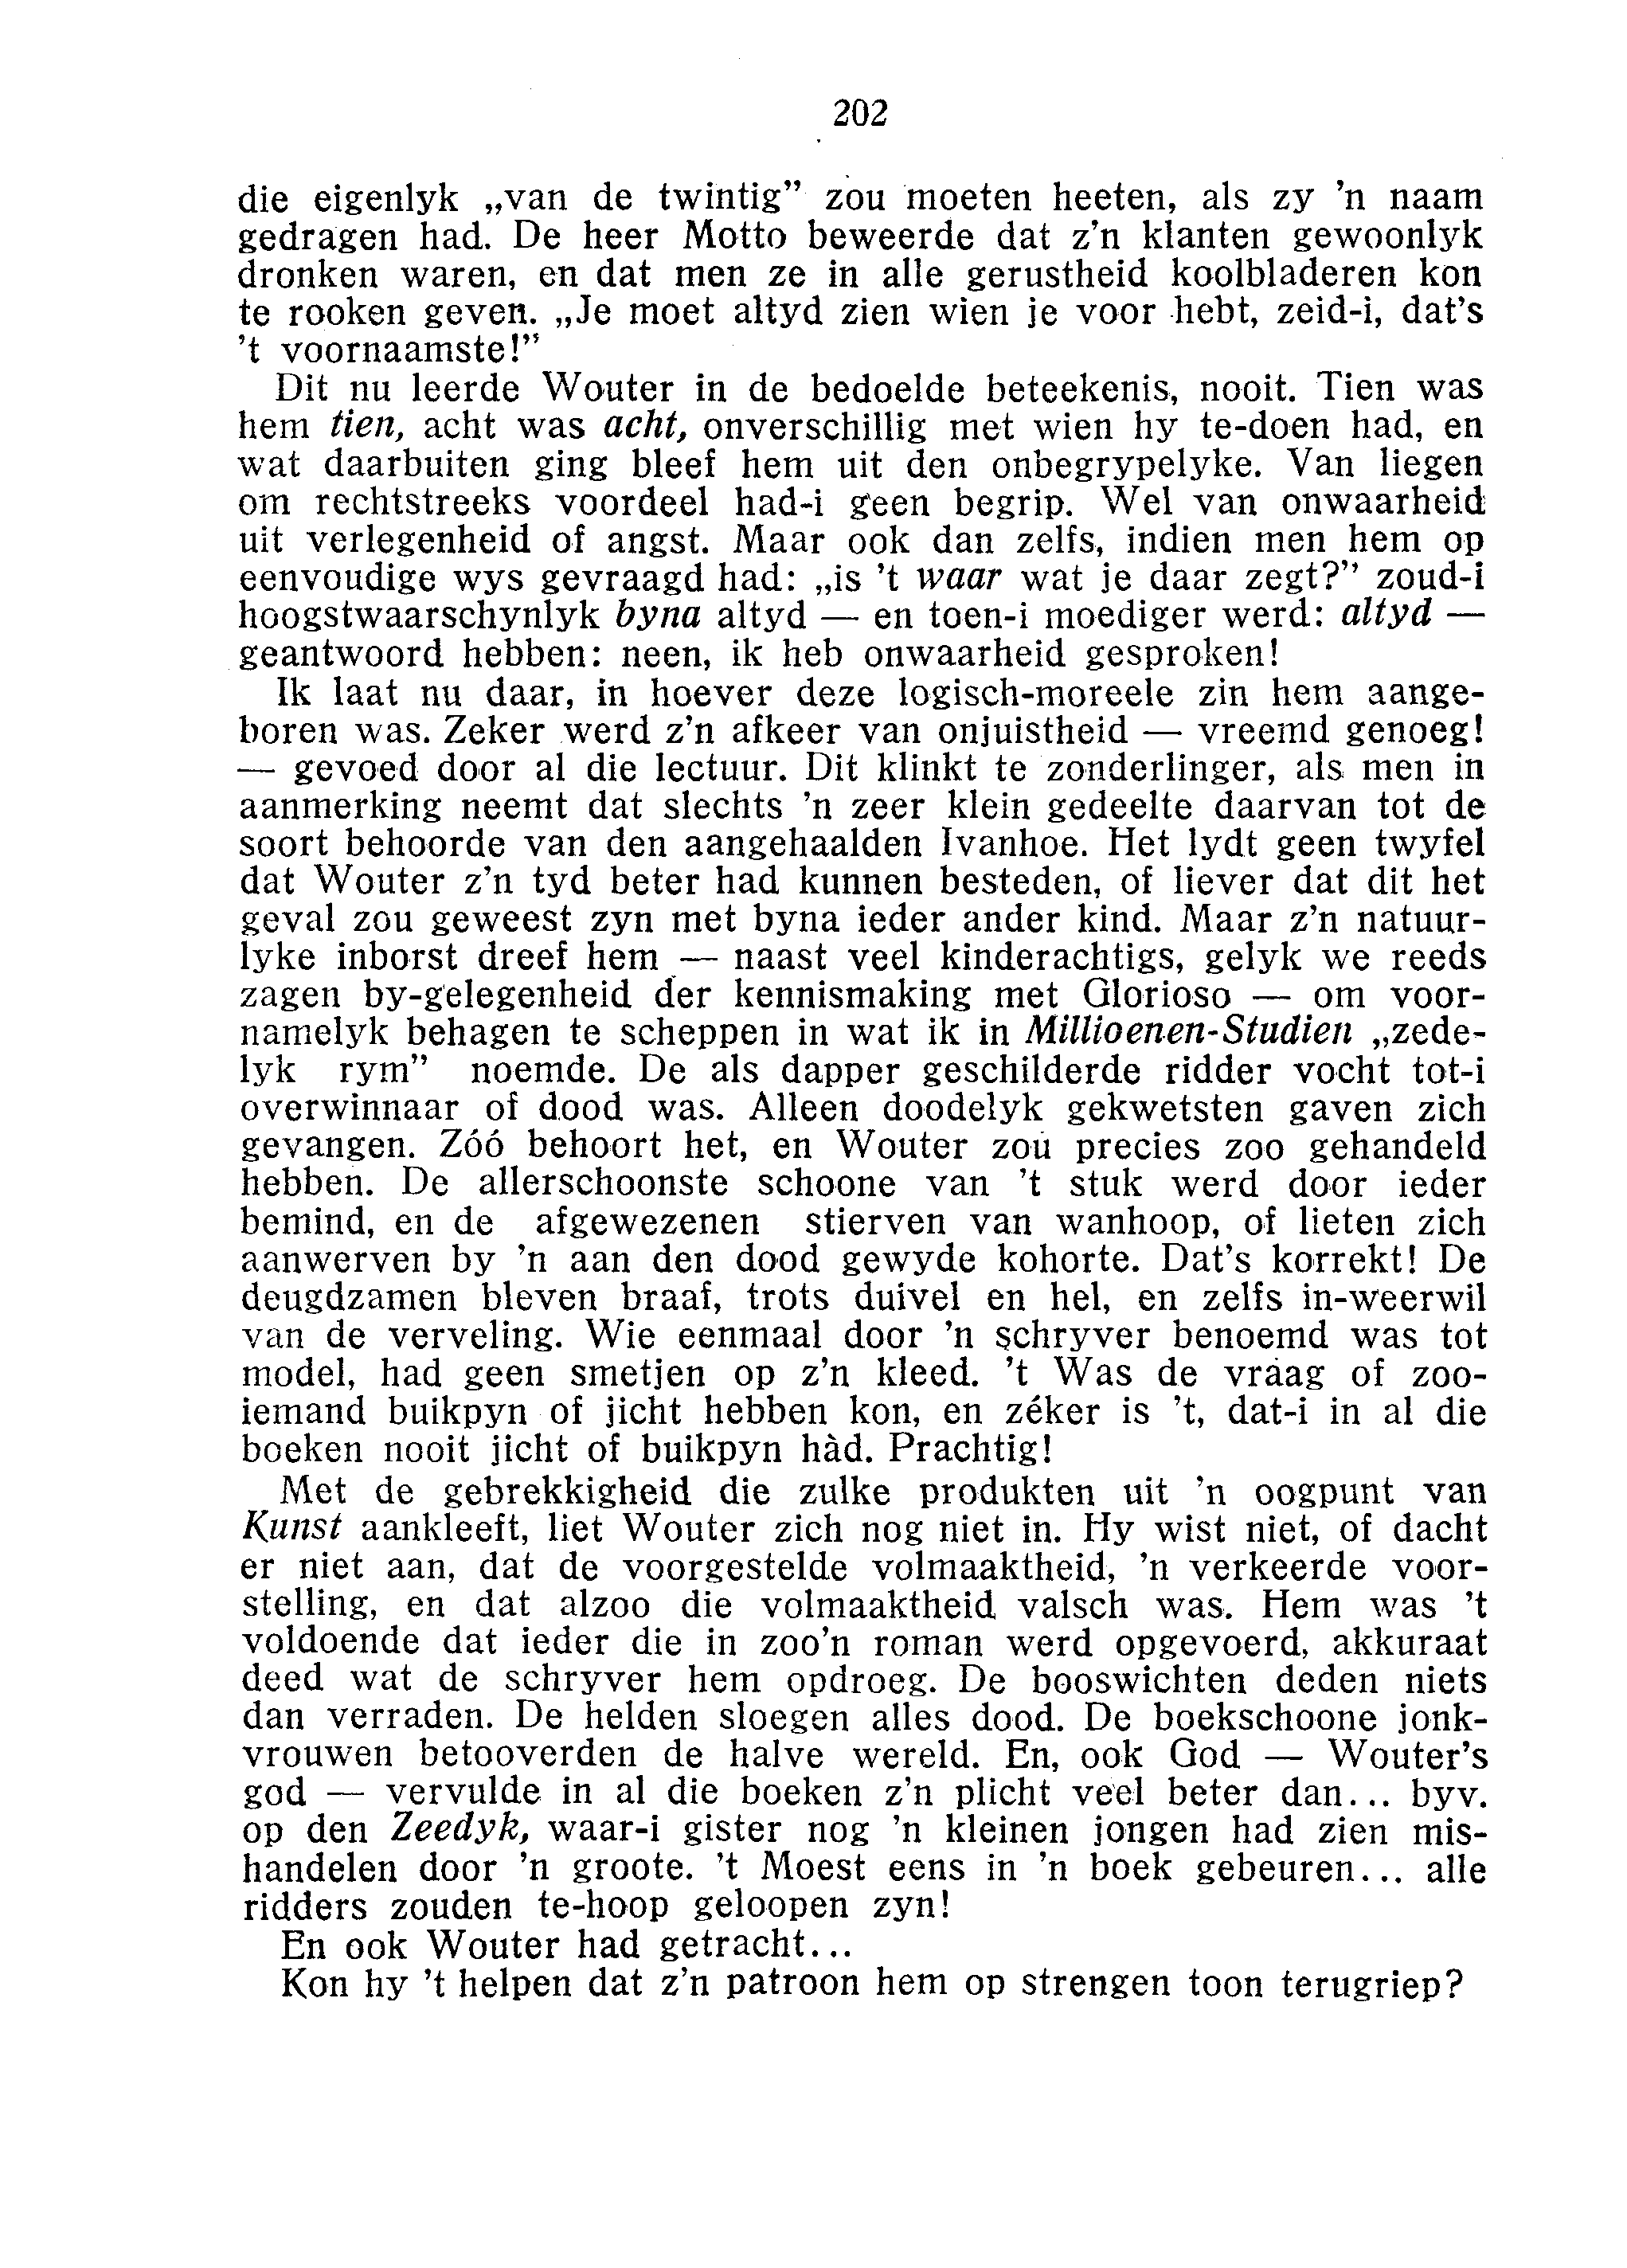 202
die eigenlyk „van de twintig” zou moeten heeten, als zy ’n naam
gedragen had. De heer Motto beweerde dat z’n klanten gewoonlyk
dronken waren, en dat men ze in alle gerustheid koolbladeren kon
te rooken geven. „Je moet altyd zien wien je voor hebt, zeid-i, dat’s
’t voornaamste!”
Dit nu leerde Wouter in de bedoelde beteekenis, nooit. Tien was
hem tien, acht was acht, onverschillig met wien hy te-doen had, en
wat daarbuiten ging bleef hem uit den onbegrypelyke. Van liegen
om rechtstreeks voordeel had-i geen begrip. Wel van onwaarheid
uit verlegenheid of angst. Maar ook dan zelfs, indien men hem op
eenvoudige wys gevraagd had: „is ’t waar wat je daar zegt?” zoud-i
hoogstwaarschynlyk byna altyd — en toen-i moediger werd: altyd —
geantwoord hebben: neen, ik heb onwaarheid gesproken!
Ik laat nu daar, in hoever deze logisch-moreele zin hem aange-
boren was. Zeker werd z’n afkeer van onjuistheid — vreemd genoeg!
— gevoed door al die lectuur. Dit klinkt te zonderlinger, als men in
aanmerking neemt dat slechts ’n zeer klein gedeelte daarvan tot de
soort behoorde van den aangehaalden Ivanhoe. Het lydt geen twyfel
dat Wouter z’n tyd beter had kunnen besteden, of liever dat dit het
geval zou geweest zyn met byna ieder ander kind. Maar z’n natuur-
lyke inborst dreef hem — naast veel kinderachtigs, gelyk we reeds
zagen by-gelegenheid der kennismaking met Glorioso — om voor-
namelyk behagen te scheppen in wat ik in Millioenen-Studien „zede-
lyk rym” noemde. De als dapper geschilderde ridder vocht tot-i
overwinnaar of dood was. Alleen doodelyk gekwetsten gaven zich
gevangen. Zóó behoort het, en Wouter zou precies zoo gehandeld
hebben. De allerschoonste schoone van ’t stuk werd door ieder
bemind, en de afgewezenen stierven van wanhoop, of lieten zich
aanwerven by ’n aan den dood gewyde kohorte. Dat’s korrekt! De
deugdzamen bleven braaf, trots duivel en hel, en zelfs in-weerwil
van de verveling. Wie eenmaal door ’n schryver benoemd was tot
model, had geen smetjen op z’n kleed. ’t Was de vraag of zoo-
iemand buikpyn of jicht hebben kon, en zéker is ’t, dat-i in al die
boeken nooit jicht of buikpyn hàd. Prachtig!
Met de gebrekkigheid die zulke produkten uit ’n oogpunt van
Kunst aankleeft, liet Wouter zich nog niet in. Hy wist niet, of dacht
er niet aan, dat de voorgestelde volmaaktheid, ’n verkeerde voor-
stelling, en dat alzoo die volmaaktheid valsch was. Hem was ’t
voldoende dat ieder die in zoo’n roman werd opgevoerd, akkuraat
deed wat de schryver hem opdroeg. De booswichten deden niets
dan verraden. De helden sloegen alles dood. De boekschoone jonk-
vrouwen betooverden de halve wereld. En, ook God — Wouter’s
god — vervulde in al die boeken z’n plicht veel beter dan... byv.
op den Zeedyk, waar-i gister nog ’n kleinen jongen had zien mis-
handelen door ’n groote. ’t Moest eens in ’n boek gebeuren... alle
ridders zouden te-hoop geloopen zyn!
En ook Wouter had getracht...
Kon hy ’t helpen dat z’n patroon hem op strengen toon terugriep?